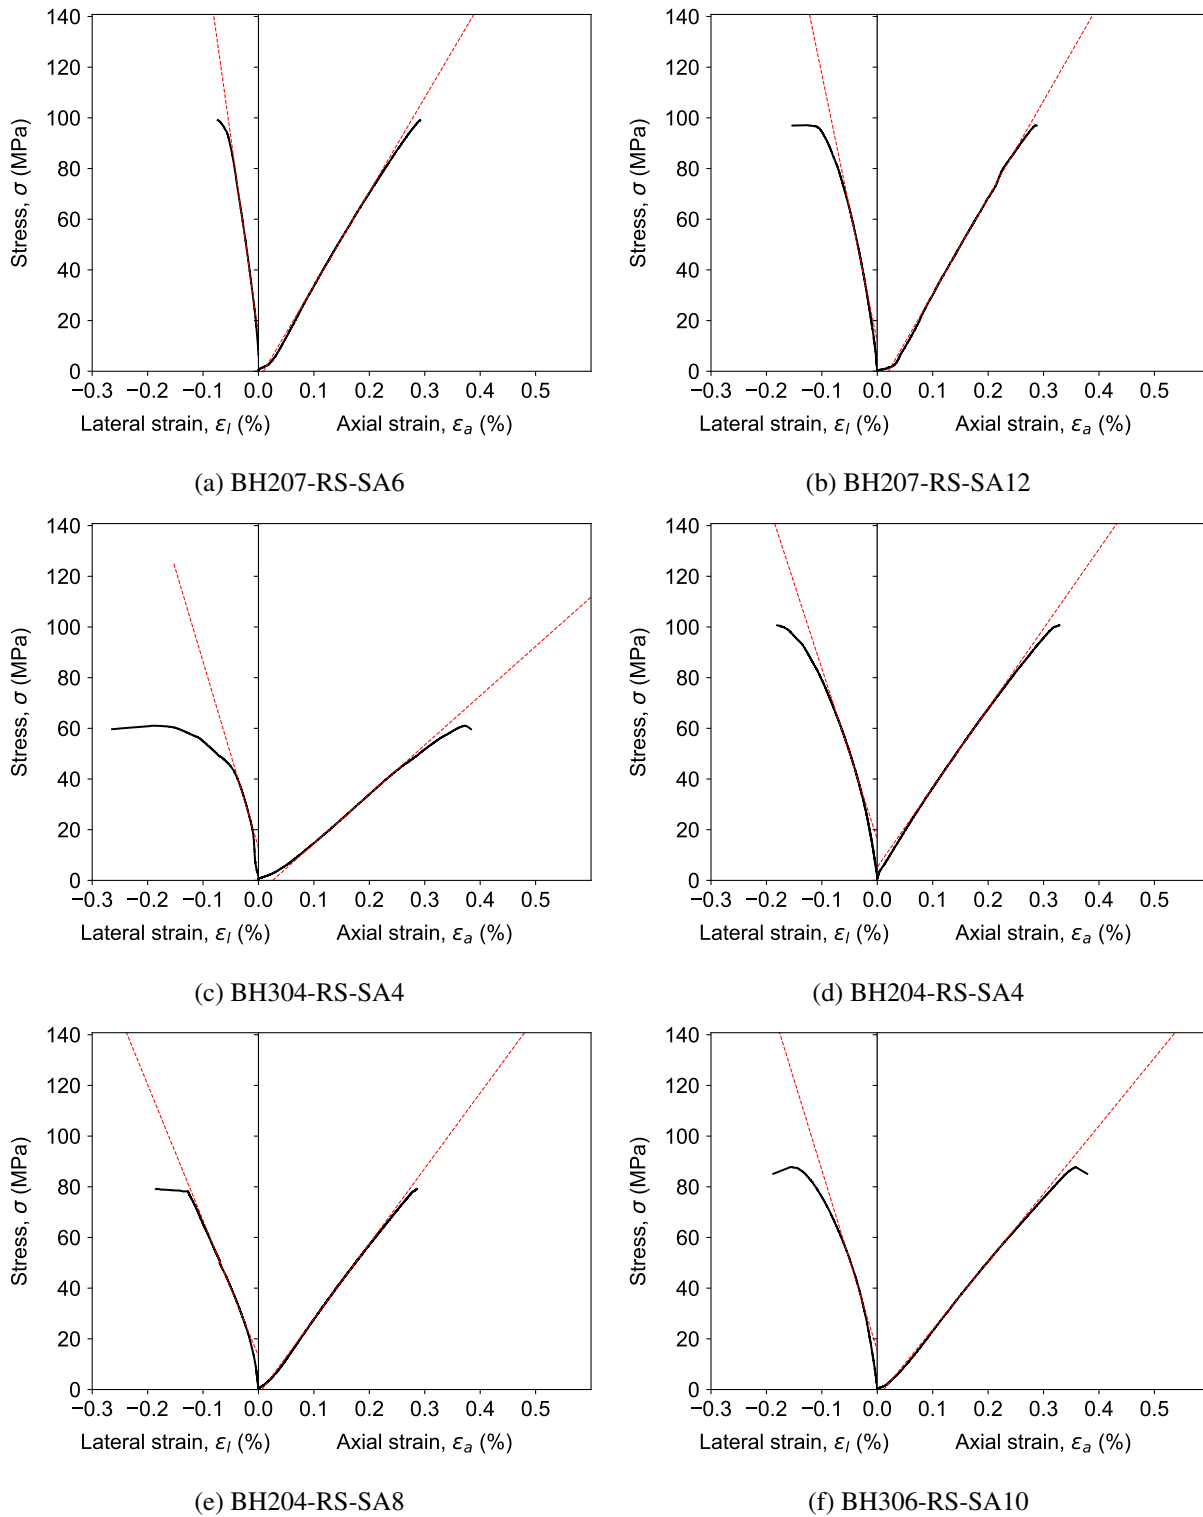 140
120
100
80
60
40
20
0
Stress, σ (MPa)
−0.3 −0.2 −0.1 0.0 0.1 0.2 0.3 0.4 0.5
Lateral strain, εl (%) Axial strain, εa (%)
(a) BH207-RS-SA6
140
120
100
80
60
40
20
0
Stress, σ (MPa)
−0.3 −0.2 −0.1 0.0 0.1 0.2 0.3 0.4 0.5
Lateral strain, εl (%) Axial strain, εa (%)
(b) BH207-RS-SA12
140
120
100
80
60
40
20
0
Stress, σ (MPa)
−0.3 −0.2 −0.1 0.0 0.1 0.2 0.3 0.4 0.5
Lateral strain, εl (%) Axial strain, εa (%)
(c) BH304-RS-SA4
140
120
100
80
60
40
20
0
Stress, σ (MPa)
−0.3 −0.2 −0.1 0.0 0.1 0.2 0.3 0.4 0.5
Lateral strain, εl (%) Axial strain, εa (%)
(d) BH204-RS-SA4
140
120
100
80
60
40
20
0
Stress, σ (MPa)
−0.3 −0.2 −0.1 0.0 0.1 0.2 0.3 0.4 0.5
Lateral strain, εl (%) Axial strain, εa (%)
(e) BH204-RS-SA8
140
120
100
80
60
40
20
0
Stress, σ (MPa)
−0.3 −0.2 −0.1 0.0 0.1 0.2 0.3 0.4 0.5
Lateral strain, εl (%) Axial strain, εa (%)
(f) BH306-RS-SA10